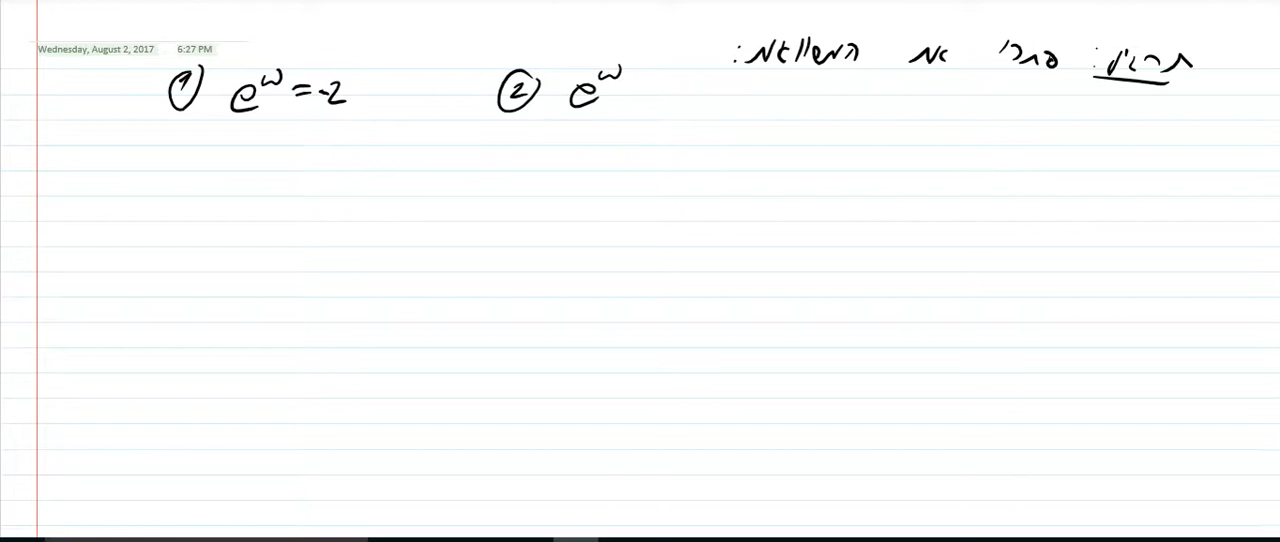 Wednesday, August 2, 2017 6:27 PM
תרגיל: פתרו את המשוואות:
① e^ω = -2 ② e^ω